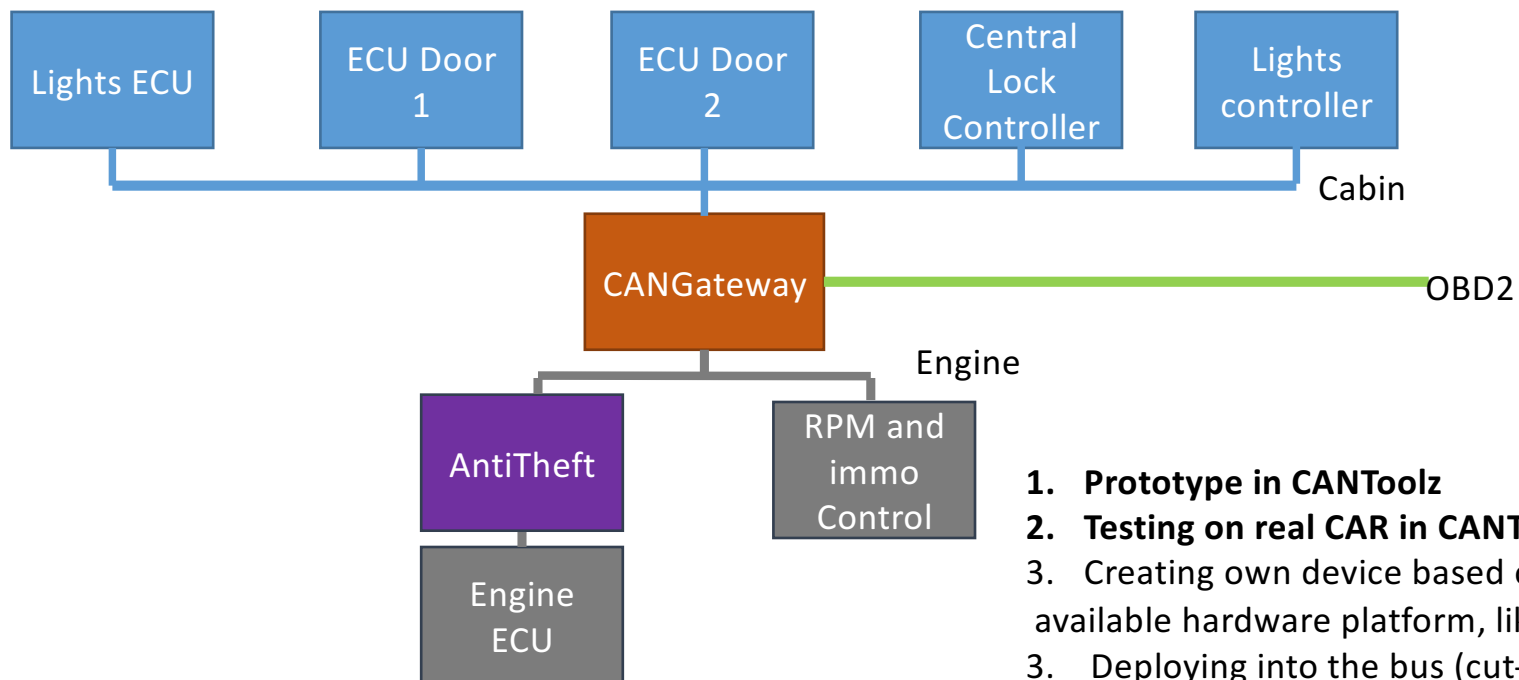 Lights ECU
ECU Door
1
ECU Door
2
Central
Lock
Controller
Lights
controller
Cabin
CANGateway
OBD2
Engine
AntiTheft
RPM and
immo
Control
Engine
ECU
1. Prototype in CANToolz
2. Testing on real CAR in
3. Creating own device based
available hardware platform,
3. Deploying into the bus